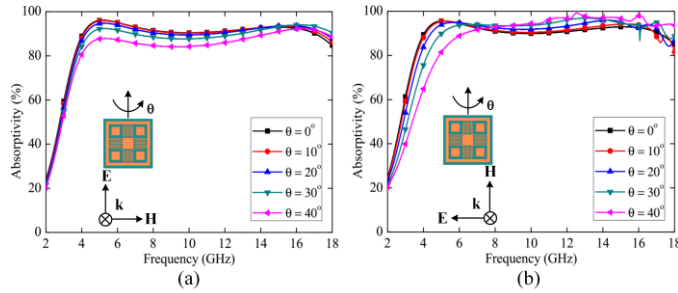 100
80
60
40
20
0
Absorptivity (%)
θ
E
k
H
θ = 0°
θ = 10°
θ = 20°
θ = 30°
θ = 40°
2 4 6 8 10 12 14 16 18
Frequency (GHz)
(a)
100
80
60
40
20
0
Absorptivity (%)
θ
H
k
E
θ = 0°
θ = 10°
θ = 20°
θ = 30°
θ = 40°
2 4 6 8 10 12 14 16 18
Frequency (GHz)
(b)